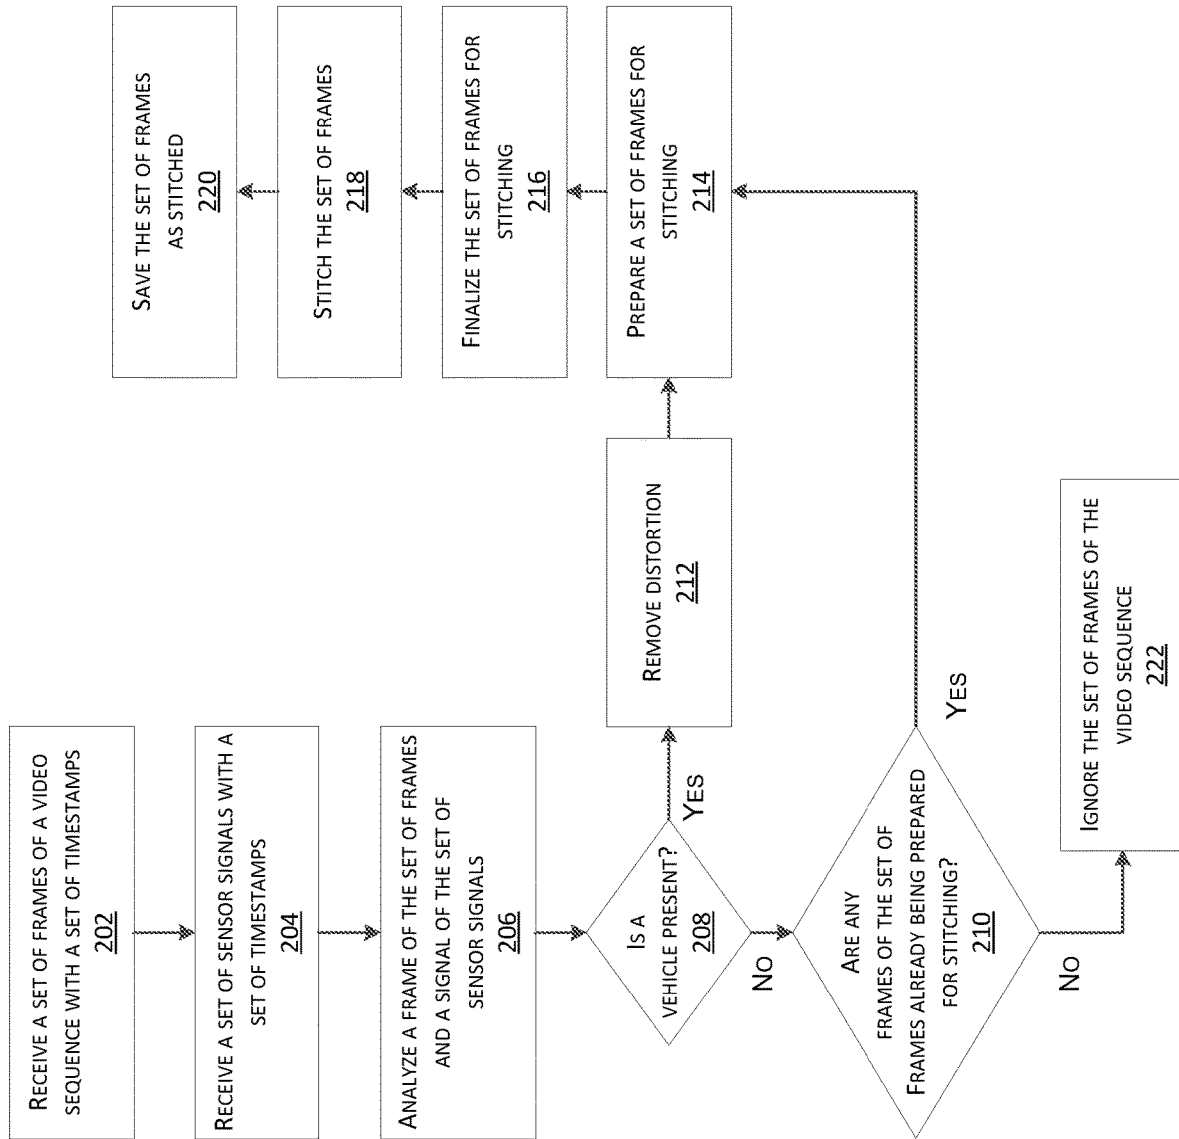 RECEIVE A SET OF FRAMES OF A VIDEO
SEQUENCE WITH A SET OF TIMESTAMPS
202
RECEIVE A SET OF SENSOR SIGNALS WITH A
SET OF TIMESTAMPS
204
ANALYZE A FRAME OF THE SET OF FRAMES
AND A SIGNAL OF THE SET OF
SENSOR SIGNALS
206
IS A
VEHICLE PRESENT?
208
YES
NO
REMOVE DISTORTION
212
ARE ANY
FRAMES OF THE SET OF
FRAMES ALREADY BEING PREPARED
FOR STITCHING?
210
YES
NO
PREPARE A SET OF FRAMES FOR
STITCHING
214
FINALIZE THE SET OF FRAMES FOR
STITCHING
216
STITCH THE SET OF FRAMES
218
SAVE THE SET OF FRAMES
AS STITCHED
220
IGNORE THE SET OF FRAMES OF THE
VIDEO SEQUENCE
222